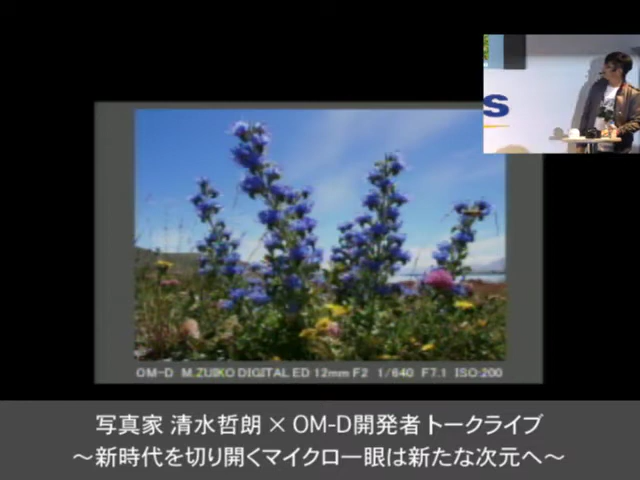 S
OM-D M.ZUIKO DIGITAL ED 12mm F2 1/640 F7.1 ISO:200
写真家 清水哲朗 × OM-D開発者 トークライブ
～新時代を切り開くマイクロ一眼は新たな次元へ～